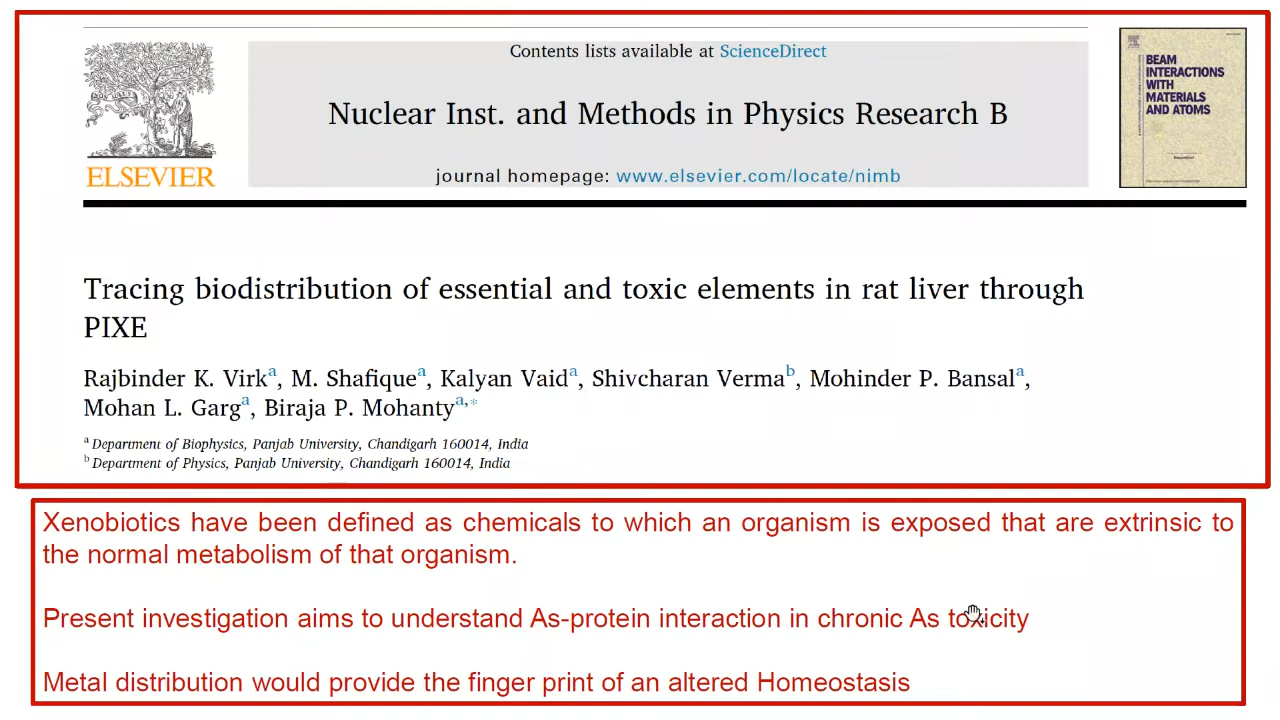 Contents lists available at ScienceDirect
Nuclear Inst. and Methods in Physics Research B
journal homepage: www.elsevier.com/locate/nimb
ELSEVIER
BEAM
INTERACTIONS
WITH
MATERIALS
AND ATOMS
Tracing biodistribution of essential and toxic elements in rat liver through
PIXE
Rajbinder K. Virkᵃ, M. Shafiqueᵃ, Kalyan Vaidᵃ, Shivcharan Vermaᵇ, Mohinder P. Bansalᵃ,
Mohan L. Gargᵃ, Biraja P. Mohantyᵃ,*
ᵃ Department of Biophysics, Panjab University, Chandigarh 160014, India
ᵇ Department of Physics, Panjab University, Chandigarh 160014, India
Xenobiotics have been defined as chemicals to which an organism is exposed that are extrinsic to
the normal metabolism of that organism.
Present investigation aims to understand As-protein interaction in chronic As toxicity
Metal distribution would provide the finger print of an altered Homeostasis